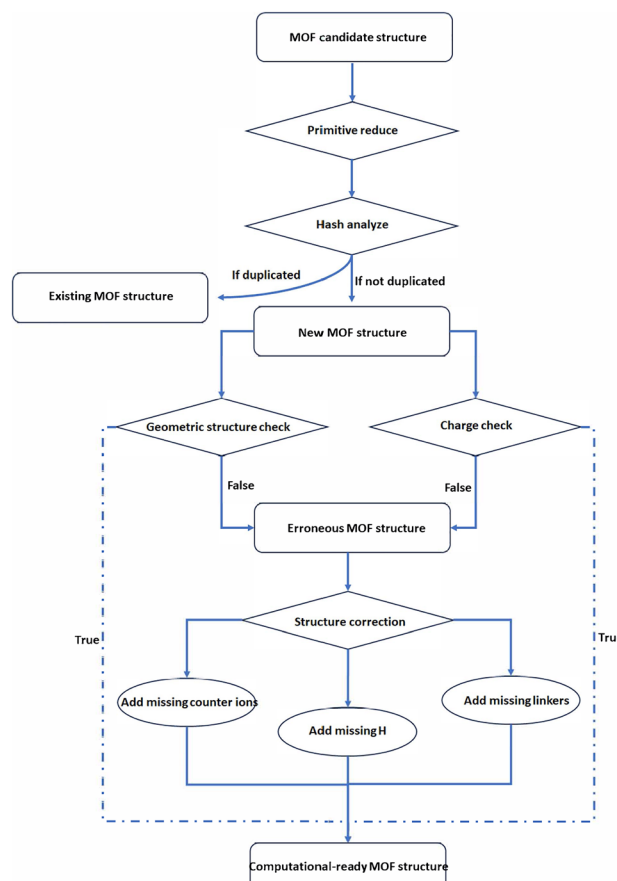 MOF candidate structure
Primitive reduce
Hash analyze
If duplicated
If not duplicated
Existing MOF structure
New MOF structure
Geometric structure check
Charge check
False
False
Erroneous MOF structure
Structure correction
True
Tru
Add missing counter ions
Add missing H
Add missing linkers
Computational-ready MOF structure